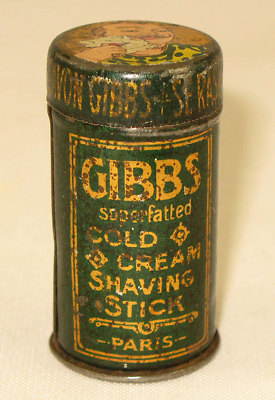 GIBBS
superfatted
COLD
CREAM
SHAVING
STICK
PARIS